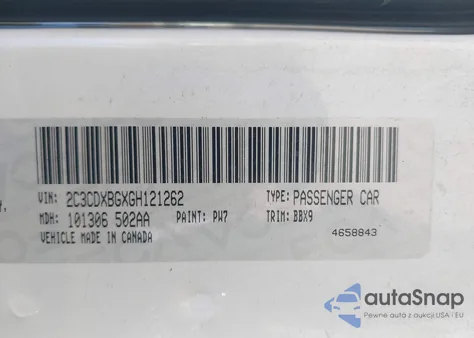 VIN: 2C3CDXBGXGH121262 TYPE: PASSENGER CAR
MDH: 101306 502AA PAINT: PW7 TRIM: BBX9
VEHICLE MADE IN CANADA 4658843
autoSnap
Pewne auta z aukcji USA i EU